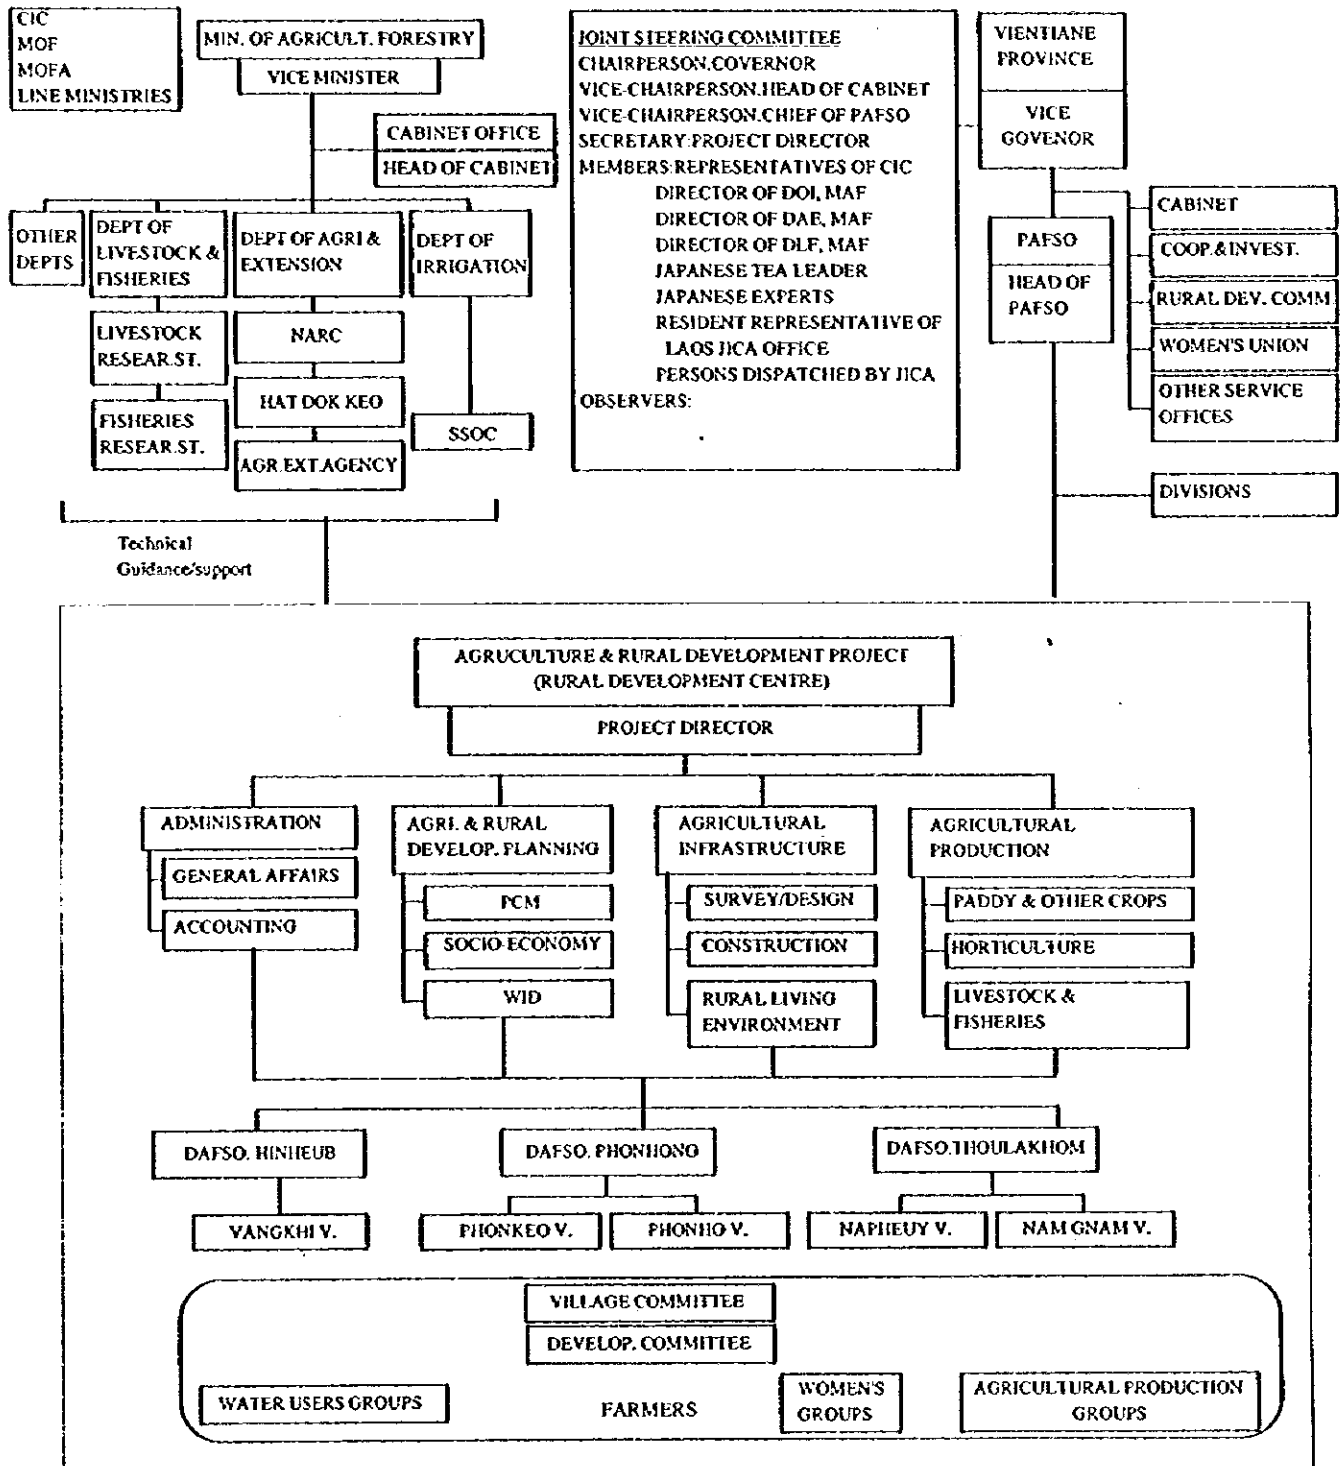 CIC
MOF
MOFA
LINE MINISTRIES
MIN. OF AGRICULT. FORESTRY
VICE MINISTER
CABINET OFFICE
HEAD OF CABINET
OTHER
DEPTS
DEPT OF
LIVESTOCK &
FISHERIES
DEPT OF AGRI &
EXTENSION
DEPT OF
IRRIGATION
LIVESTOCK
RESEAR.ST.
NARC
FISHERIES
RESEAR.ST.
HAT DOK KEO
AGR.EXT.AGENCY
SSOC
Technical
Guidance/support
JOINT STEERING COMMITTEE
CHAIRPERSON.COVERNOR
VICE-CHAIRPERSON.HEAD OF CABINET
VICE-CHAIRPERSON.CHIEF OF PAFSO
SECRETARY:PROJECT DIRECTOR
MEMBERS:REPRESENTATIVES OF CIC
DIRECTOR OF DOI, MAF
DIRECTOR OF DAE, MAF
DIRECTOR OF DLF, MAF
JAPANESE TEA LEADER
JAPANESE EXPERTS
RESIDENT REPRESENTATIVE OF
LAOS JICA OFFICE
PERSONS DISPATCHED BY JICA
OBSERVERS:
VIENTIANE
PROVINCE
VICE
GOVENOR
PAFSO
HEAD OF
PAFSO
CABINET
COOP.& INVEST.
RURAL DEV. COMM
WOMEN'S UNION
OTHER SERVICE
OFFICES
DIVISIONS
AGRUCULTURE & RURAL DEVELOPMENT PROJECT
(RURAL DEVELOPMENT CENTRE)
PROJECT DIRECTOR
ADMINISTRATION
GENERAL AFFAIRS
ACCOUNTING
AGRI. & RURAL
DEVELOP. PLANNING
PCM
SOCIO-ECONOMY
WID
AGRICULTURAL
INFRASTRUCTURE
SURVEY/DESIGN
CONSTRUCTION
RURAL LIVING
ENVIRONMENT
AGRICULTURAL
PRODUCTION
PADDY & OTHER CROPS
HORTICULTURE
LIVESTOCK &
FISHERIES
DAFSO. HINHEUB
DAFSO. PHONHONG
DAFSO.THOULAKHOM
VANGKHI V.
PHONKEO V.
PHONHO V.
NAPHEUY V.
NAM GNAM V.
VILLAGE COMMITTEE
DEVELOP. COMMITTEE
WATER USERS GROUPS
FARMERS
WOMEN'S
GROUPS
AGRICULTURAL PRODUCTION
GROUPS